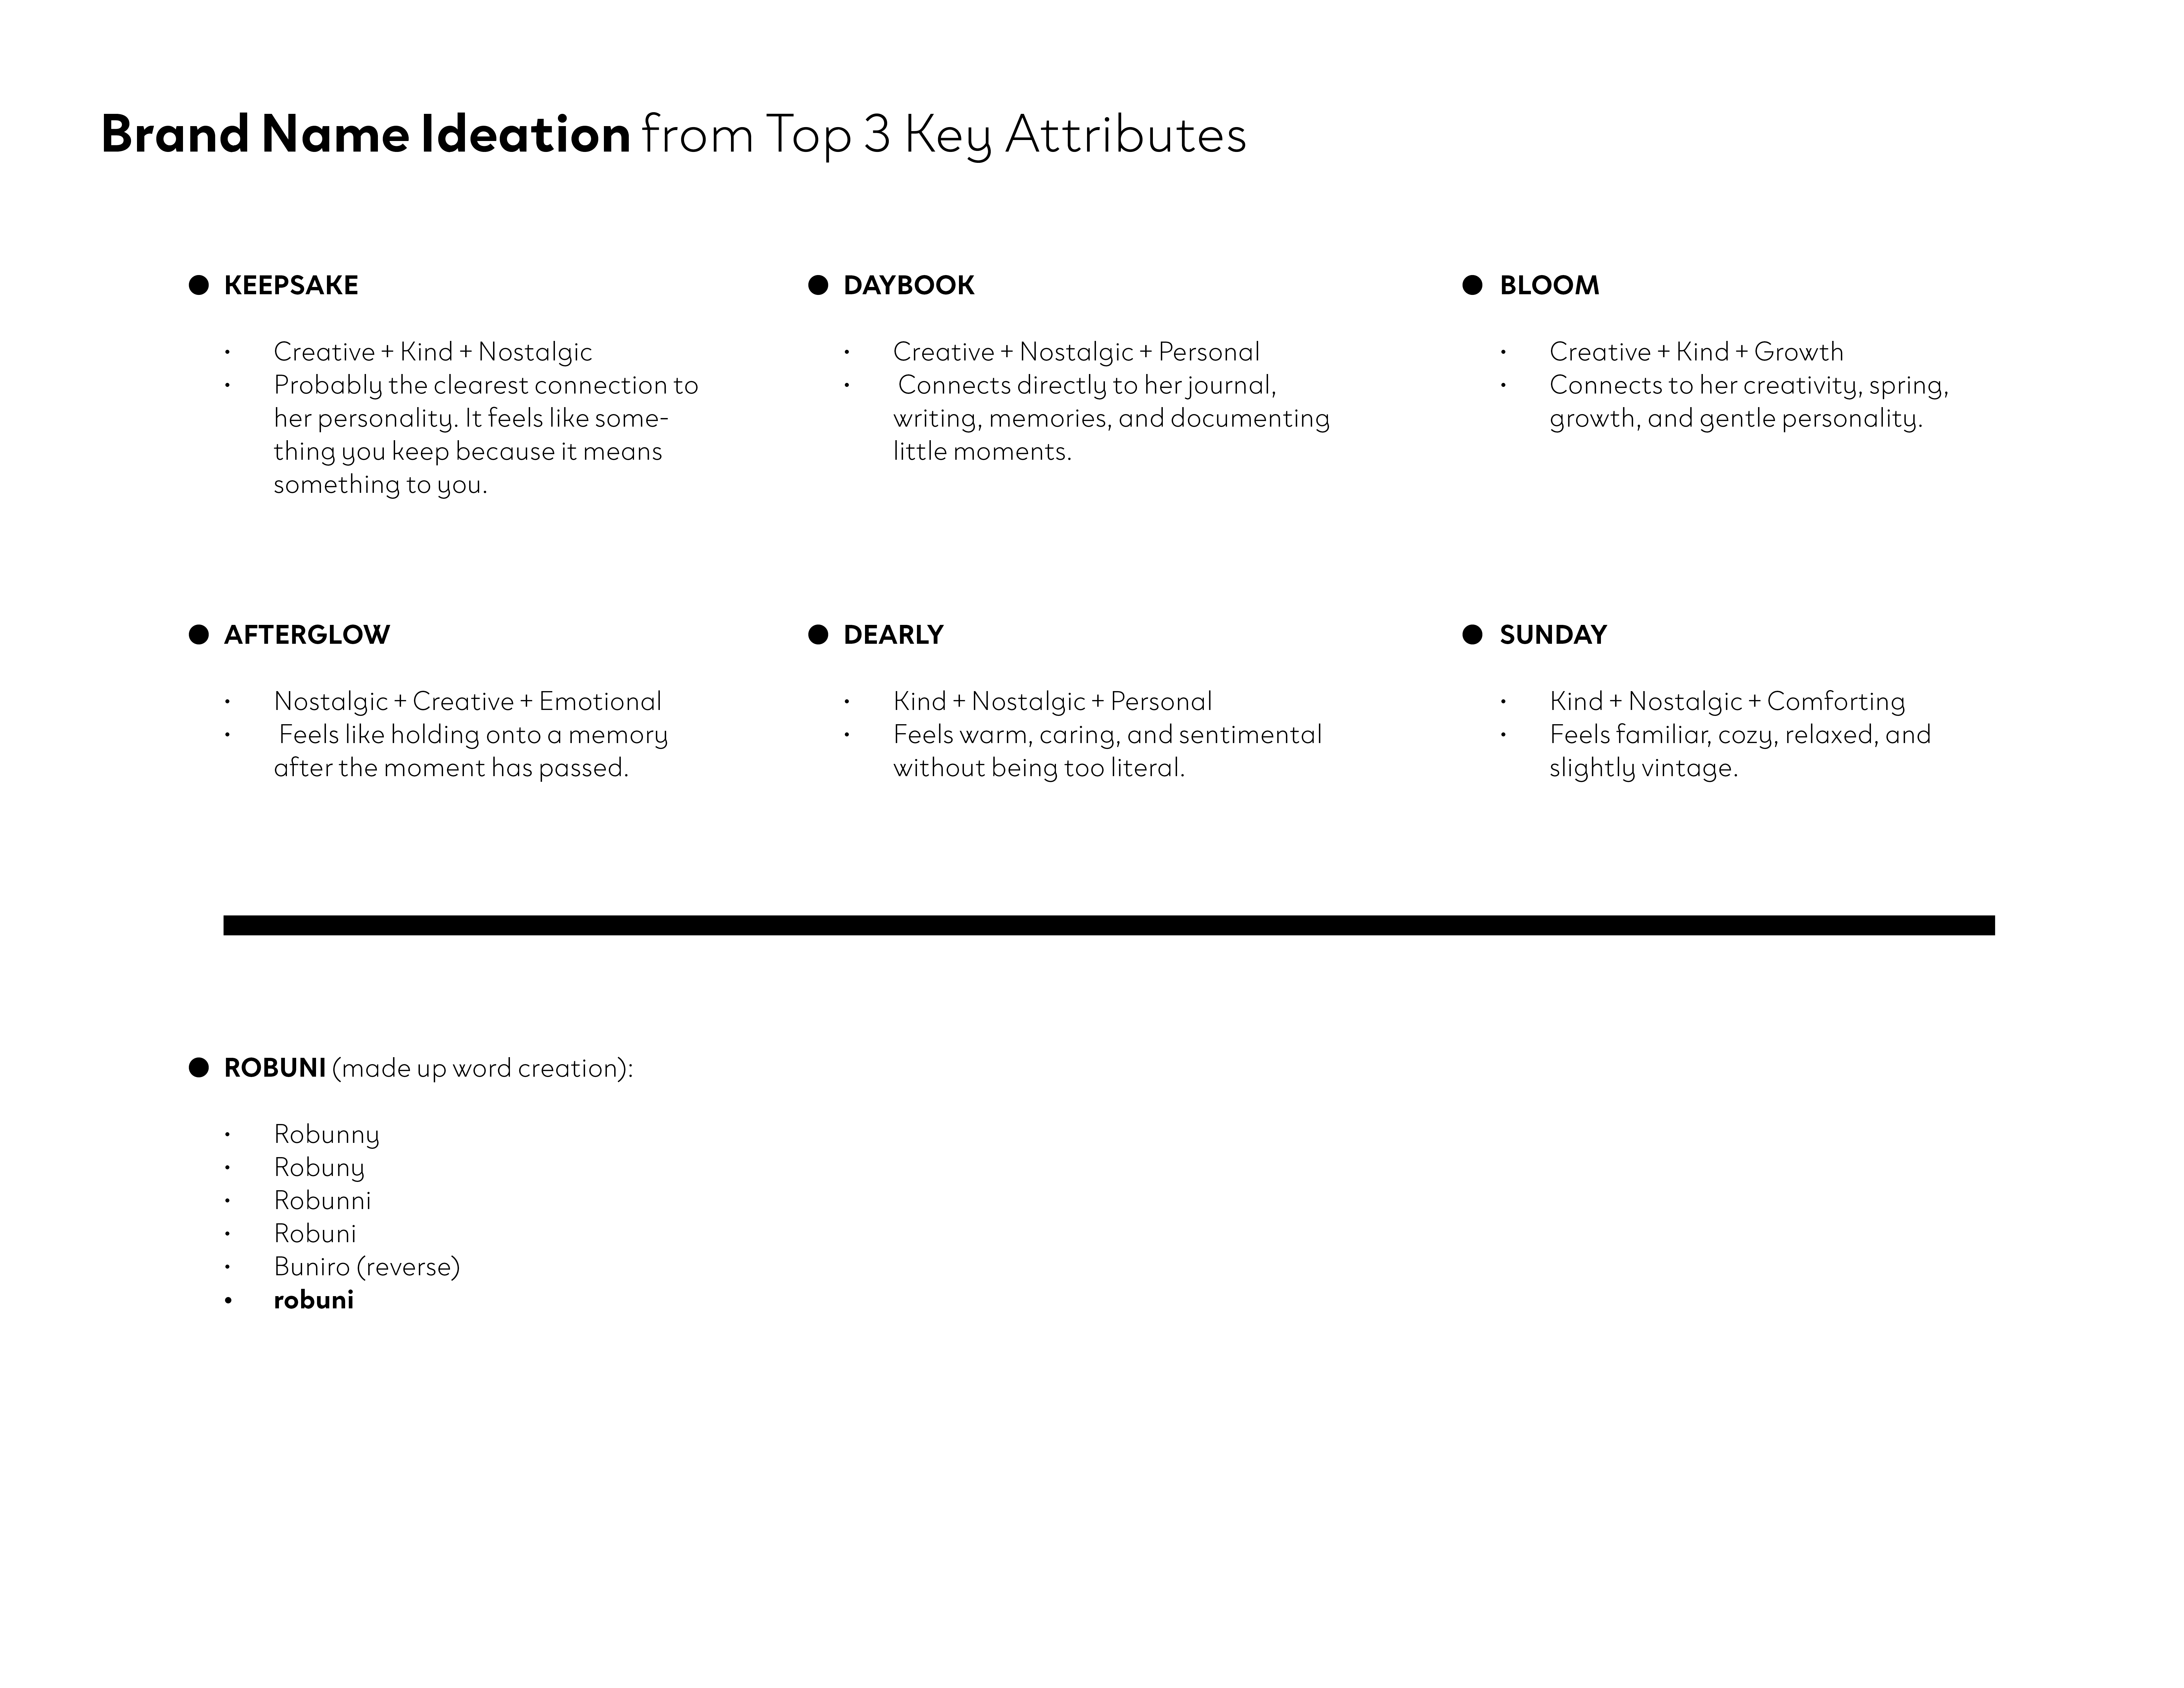 Brand Name Ideation from Top 3 Key Attributes
● KEEPSAKE
• Creative + Kind + Nostalgic
• Probably the clearest connection to
her personality. It feels like some-
thing you keep because it means
something to you.
● DAYBOOK
• Creative + Nostalgic + Personal
• Connects directly to her journal,
writing, memories, and documenting
little moments.
● BLOOM
• Creative + Kind + Growth
• Connects to her creativity, spring,
growth, and gentle personality.
● AFTERGLOW
• Nostalgic + Creative + Emotional
• Feels like holding onto a memory
after the moment has passed.
● DEARLY
• Kind + Nostalgic + Personal
• Feels warm, caring, and sentimental
without being too literal.
● SUNDAY
• Kind + Nostalgic + Comforting
• Feels familiar, cozy, relaxed, and
slightly vintage.
● ROBUNI (made up word creation):
• Robunny
• Robuny
• Robunni
• Robuni
• Buniro (reverse)
• robuni